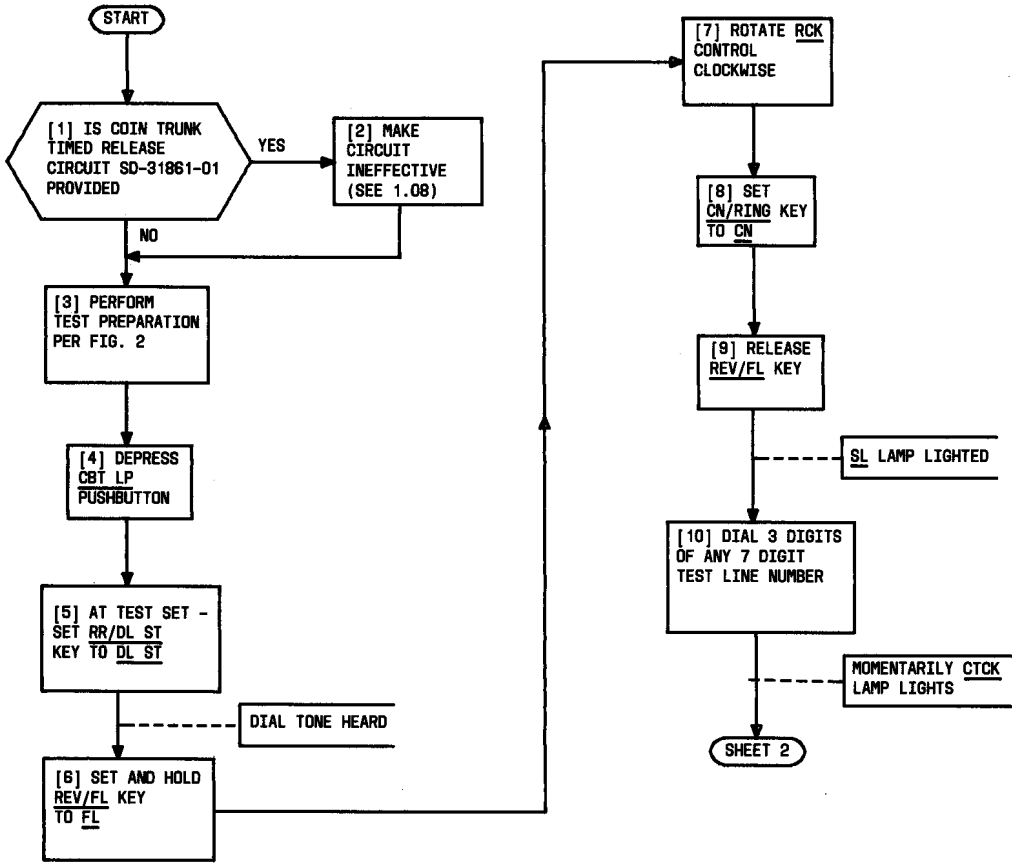 START
[1] IS COIN TRUNK
TIMED RELEASE
CIRCUIT SD-31861-01
PROVIDED
YES
[2] MAKE
CIRCUIT
INEFFECTIVE
(SEE 1.08)
NO
[3] PERFORM
TEST PREPARATION
PER FIG. 2
[4] DEPRESS
CBT LP
PUSHBUTTON
[5] AT TEST SET -
SET RR/DL ST
KEY TO DL ST
DIAL TONE HEARD
[6] SET AND HOLD
REV/FL KEY
TO FL
[7] ROTATE RCK
CONTROL
CLOCKWISE
[8] SET
CN/RING KEY
TO CN
[9] RELEASE
REV/FL KEY
SL LAMP LIGHTED
[10] DIAL 3 DIGITS
OF ANY 7 DIGIT
TEST LINE NUMBER
MOMENTARILY CTCK
LAMP LIGHTS
SHEET 2